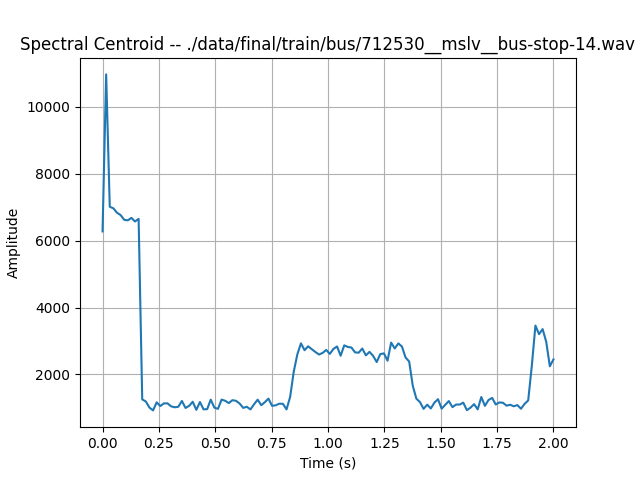 Spectral Centroid -- ./data/final/train/bus/712530__mslv__bus-stop-14.wav
Amplitude
10000
8000
6000
4000
2000
0.00 0.25 0.50 0.75 1.00 1.25 1.50 1.75 2.00
Time (s)